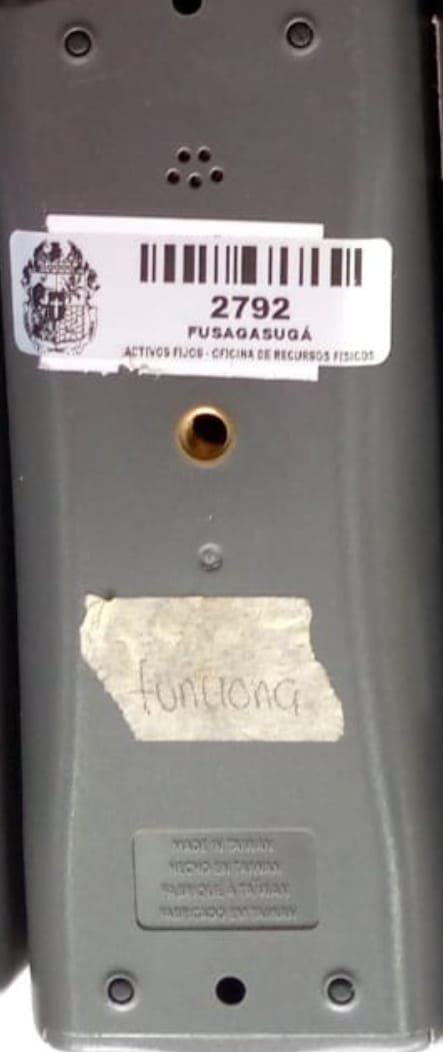 2792
FUSAGASUGÁ
ACTIVOS FIJOS - OFICINA DE RECURSOS FISICOS
funciona
MADE IN TAIWAN
HECHO EN TAIWAN
FABRIQUÉ À TAIWAN
FABRICADO EM TAIWAN